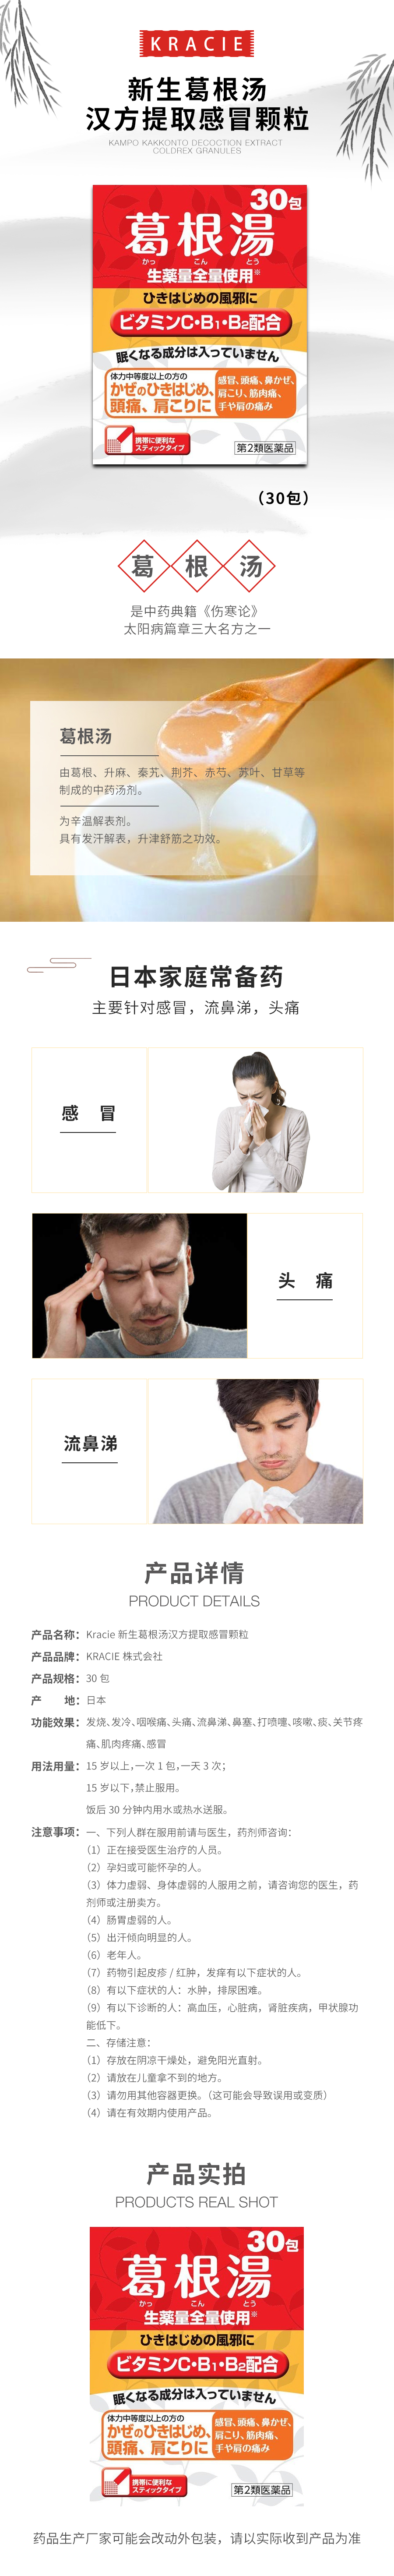 KRACIE
新生葛根汤
汉方提取感冒颗粒
KAMPO KAKKONTO DECOCTION EXTRACT
COLDREX GRANULES
30包
葛根湯
かっ こん とう
生薬量全量使用※
ひきはじめの風邪に
ビタミンC・B1・B2配合
眠くなる成分は入っていません
体力中等度以上の方の
かぜのひきはじめ、
頭痛、肩こりに
感冒、頭痛、鼻かぜ、
肩こり、筋肉痛、
手や肩の痛み
携帯に便利な
スティックタイプ
第2類医薬品
（30包）
葛 根 汤
是中药典籍《伤寒论》
太阳病篇章三大名方之一
葛根汤
由葛根、升麻、秦艽、荆芥、赤芍、苏叶、甘草等
制成的中药汤剂。
为辛温解表剂。
具有发汗解表，升津舒筋之功效。
日本家庭常备药
主要针对感冒，流鼻涕，头痛
感 冒
头 痛
流鼻涕
产品详情
PRODUCT DETAILS
产品名称：Kracie 新生葛根汤汉方提取感冒颗粒
产品品牌：KRACIE 株式会社
产品规格：30 包
产 地：日本
功能效果：发烧、发冷、咽喉痛、头痛、流鼻涕、鼻塞、打喷嚏、咳嗽、痰、关节疼
痛、肌肉疼痛、感冒
用法用量：15 岁以上，一次 1 包，一天 3 次；
15 岁以下，禁止服用。
饭后 30 分钟内用水或热水送服。
注意事项：一、下列人群在服用前请与医生，药剂师咨询：
（1）正在接受医生治疗的人员。
（2）孕妇或可能怀孕的人。
（3）体力虚弱、身体虚弱的人服用之前，请咨询您的医生，药
剂师或注册卖方。
（4）肠胃虚弱的人。
（5）出汗倾向明显的人。
（6）老年人。
（7）药物引起皮疹 / 红肿，发痒有以下症状的人。
（8）有以下症状的人：水肿，排尿困难。
（9）有以下诊断的人：高血压，心脏病，肾脏疾病，甲状腺功
能低下。
二、存储注意：
（1）存放在阴凉干燥处，避免阳光直射。
（2）请放在儿童拿不到的地方。
（3）请勿用其他容器更换。（这可能会导致误用或变质）
（4）请在有效期内使用产品。
产品实拍
PRODUCTS REAL SHOT
30包
葛根湯
かっ こん とう
生薬量全量使用※
ひきはじめの風邪に
ビタミンC・B1・B2配合
眠くなる成分は入っていません
体力中等度以上の方の
かぜのひきはじめ、
頭痛、肩こりに
感冒、頭痛、鼻かぜ、
肩こり、筋肉痛、
手や肩の痛み
携帯に便利な
スティックタイプ
第2類医薬品
药品生产厂家可能会改动外包装，请以实际收到产品为准